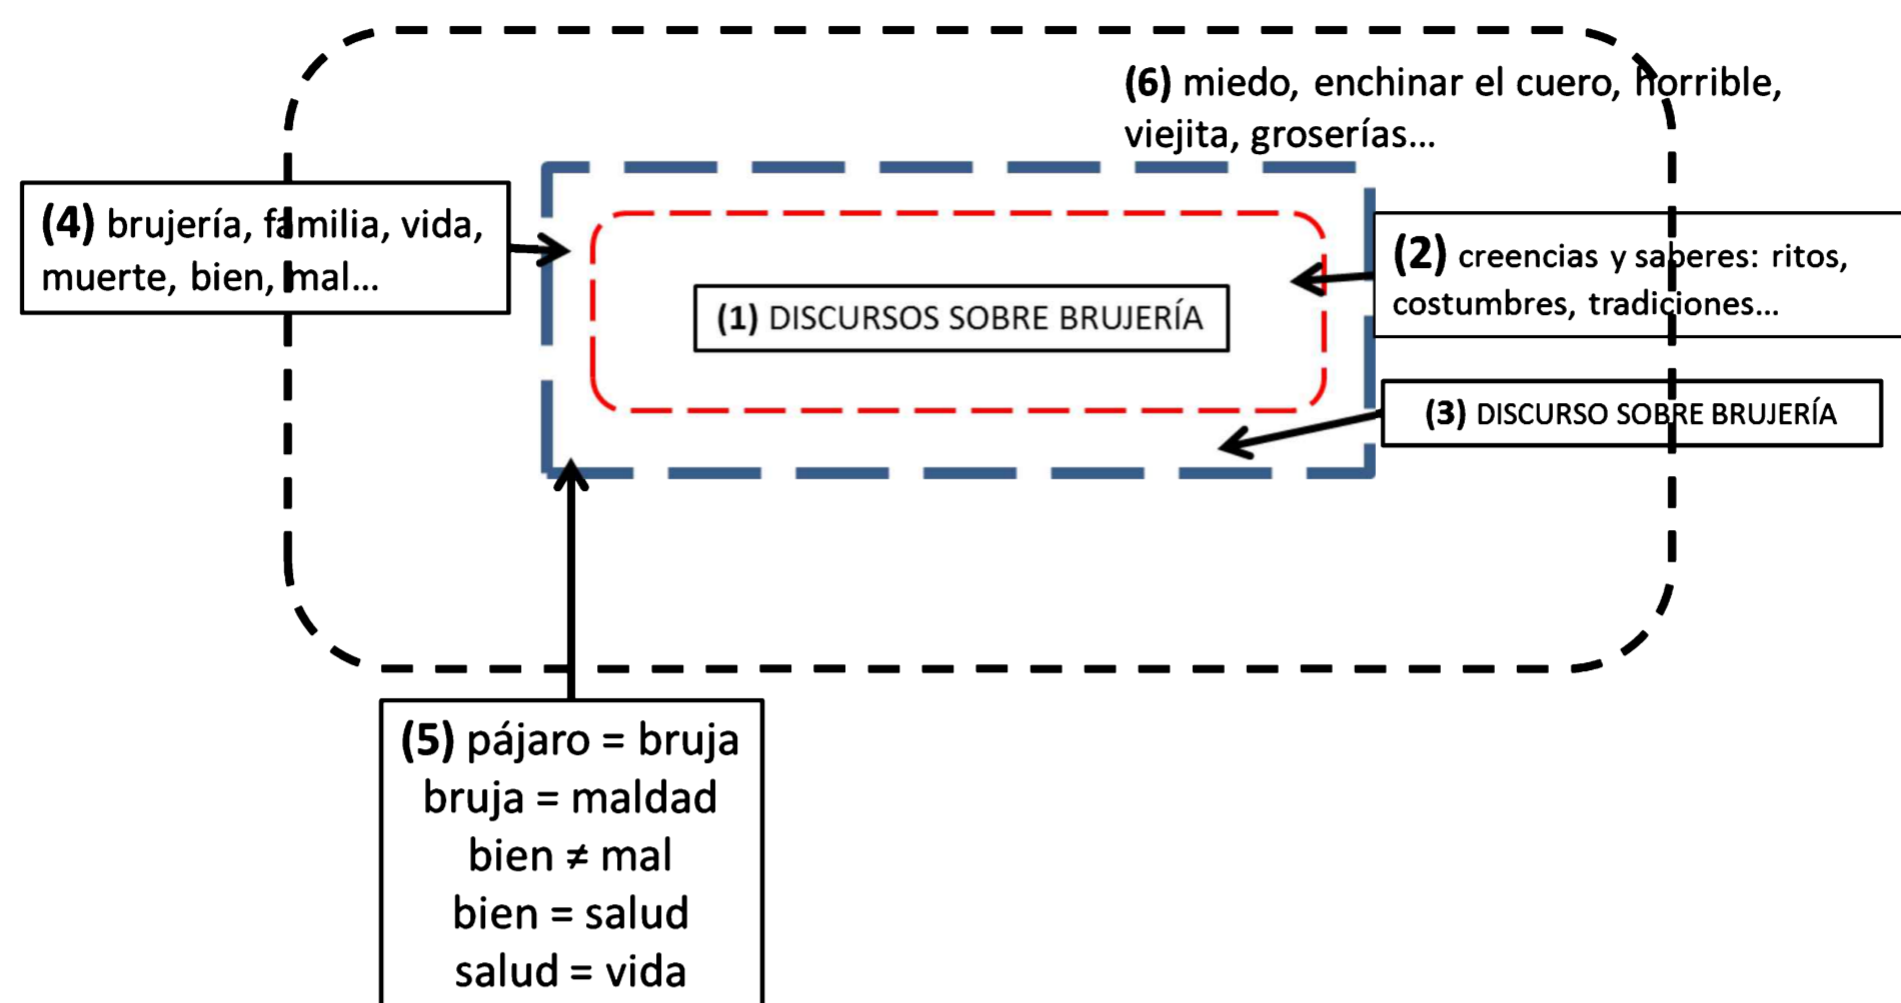 (6) miedo, enchinar el cuero, horrible,
viejita, groserías...
(4) brujería, familia, vida,
muerte, bien, mal...
(2) creencias y saberes: ritos,
costumbres, tradiciones...
(1) DISCURSOS SOBRE BRUJERÍA
(3) DISCURSO SOBRE BRUJERÍA
(5) pájaro = bruja
bruja = maldad
bien ≠ mal
bien = salud
salud = vida